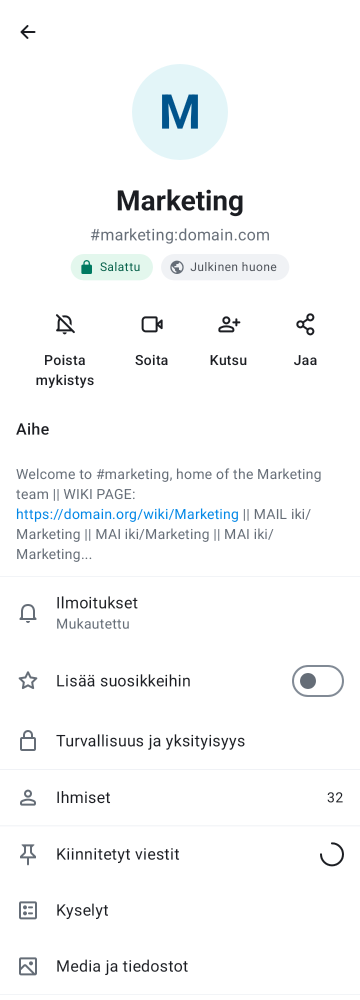 M
Marketing
#marketing:domain.com
Salattu
Julkinen huone
Poista mykistys
Soita
Kutsu
Jaa
Aihe
Welcome to #marketing, home of the Marketing
team || WIKI PAGE:
https://domain.org/wiki/Marketing || MAIL iki/
Marketing || MAI iki/Marketing || MAI iki/
Marketing...
Ilmoitukset
Mukautettu
Lisää suosikkeihin
Turvallisuus ja yksityisyys
Ihmiset 32
Kiinnitetyt viestit
Kyselyt
Media ja tiedostot